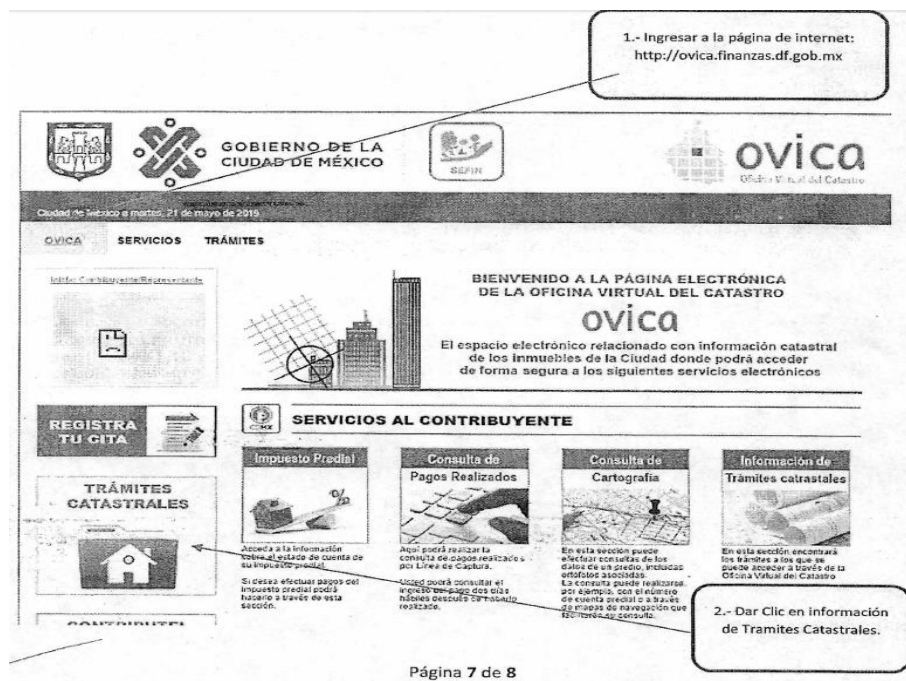 1.- Ingresar a la página de internet:
http://ovica.finanzas.df.gob.mx
GOBIERNO DE LA
CIUDAD DE MÉXICO
SEFIN
ovica
Oficina Virtual del Catastro
Ciudad de México a martes, 21 de mayo de 2019
OVICA SERVICIOS TRÁMITES
Inicio: Contribuyente/Representante
BIENVENIDO A LA PÁGINA ELECTRÓNICA
DE LA OFICINA VIRTUAL DEL CATASTRO
ovica
El espacio electrónico relacionado con información catastral
de los inmuebles de la Ciudad donde podrá acceder
de forma segura a los siguientes servicios electrónicos
REGISTRA
TU CITA
CDMX
SERVICIOS AL CONTRIBUYENTE
TRÁMITES
CATASTRALES
Impuesto Predial
%
Acceda a la información
sobre el estado de cuenta de
su impuesto predial.
Si desea efectuar pagos del
impuesto predial podrá
hacerlo a través de esta
sección.
Consulta de
Pagos Realizados
Aquí podrá realizar la
consulta de pagos realizados
por Línea de Captura.
Usted podrá consultar el
ingreso del pago dos días
hábiles después de haberlo
realizado.
Consulta de
Cartografía
En esta sección puede
efectuar consultas de los
datos de un predio, incluidas
ortofotos asociadas.
La consulta puede realizarse,
por ejemplo, con el número
de cuenta predial o a través
de mapas de navegación que
facilitarán su consulta.
Información de
Trámites catrastales
En esta sección encontrará
los trámites a los que se
puede acceder a través de la
Oficina Virtual del Catastro
2.- Dar Clic en información
de Tramites Catastrales.
Página 7 de 8